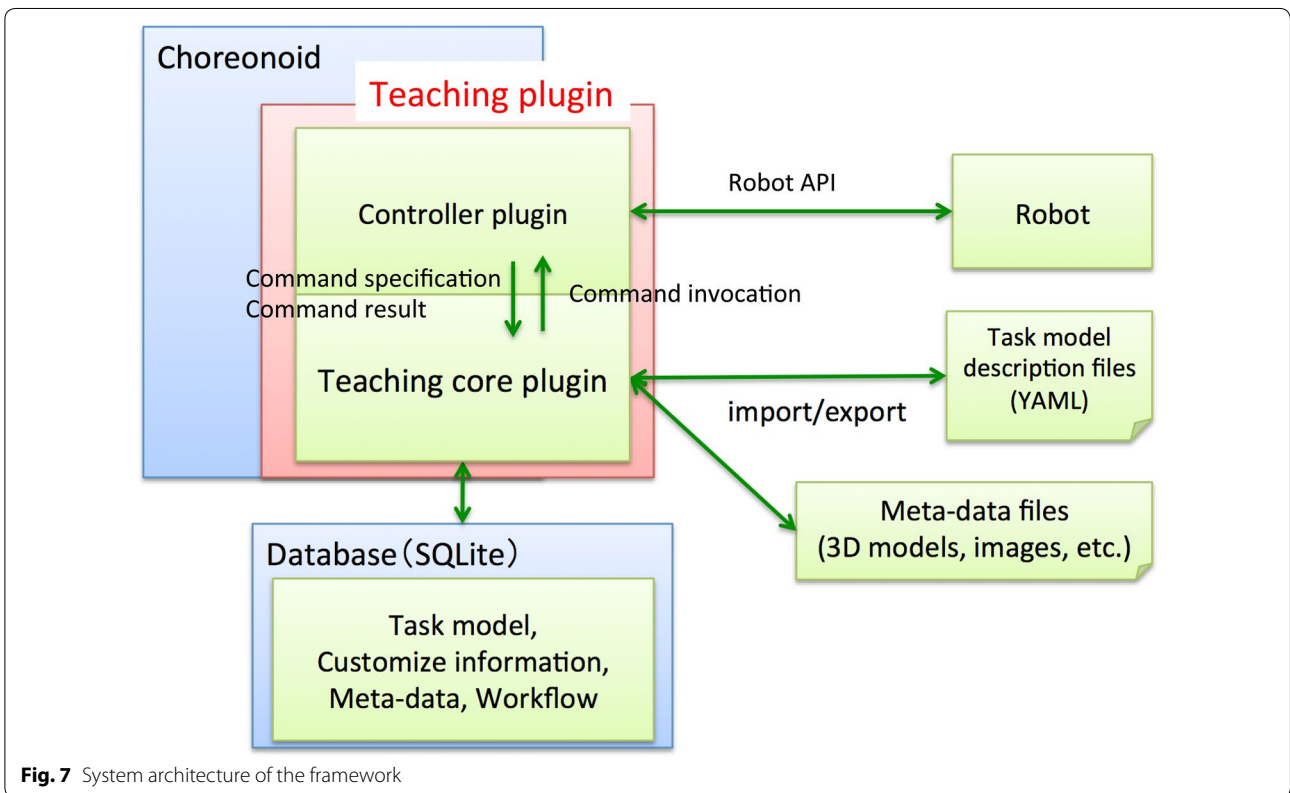 Choreonoid
Teaching plugin
Controller plugin
Robot API
Robot
Command specification
Command result
Command invocation
Teaching core plugin
import/export
Task model
description files
(YAML)
Meta-data files
(3D models, images, etc.)
Database（SQLite）
Task model,
Customize information,
Meta-data, Workflow
Fig. 7 System architecture of the framework